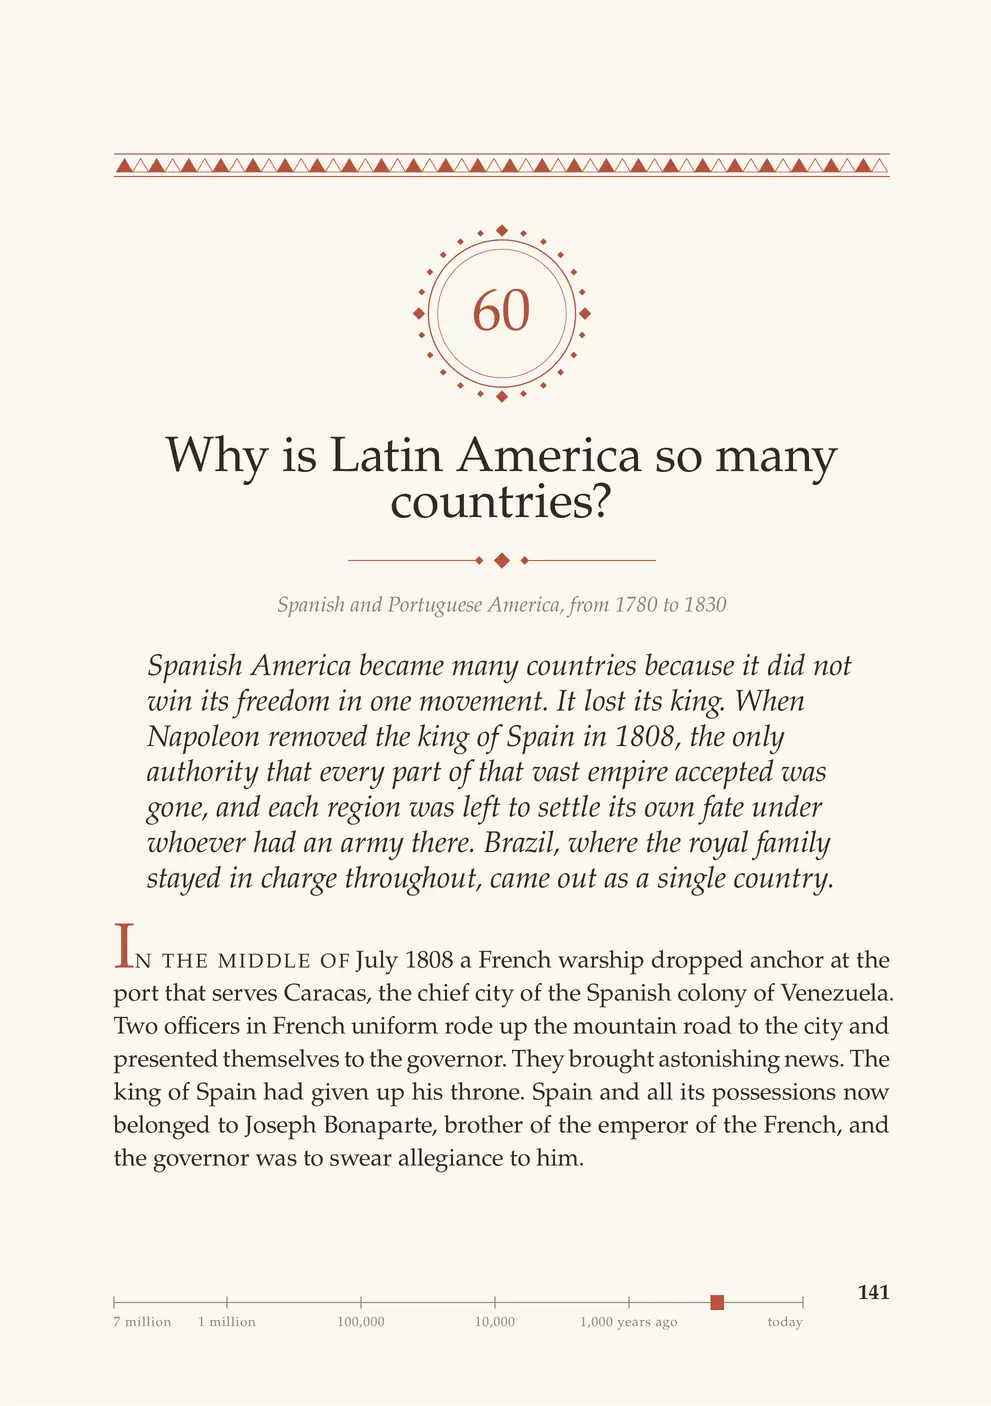 60
Why is Latin America so many
countries?
Spanish and Portuguese America, from 1780 to 1830
Spanish America became many countries because it did not
win its freedom in one movement. It lost its king. When
Napoleon removed the king of Spain in 1808, the only
authority that every part of that vast empire accepted was
gone, and each region was left to settle its own fate under
whoever had an army there. Brazil, where the royal family
stayed in charge throughout, came out as a single country.
IN THE MIDDLE OF July 1808 a French warship dropped anchor at the
port that serves Caracas, the chief city of the Spanish colony of Venezuela.
Two officers in French uniform rode up the mountain road to the city and
presented themselves to the governor. They brought astonishing news. The
king of Spain had given up his throne. Spain and all its possessions now
belonged to Joseph Bonaparte, brother of the emperor of the French, and
the governor was to swear allegiance to him.
141
7 million 1 million 100,000 10,000 1,000 years ago today